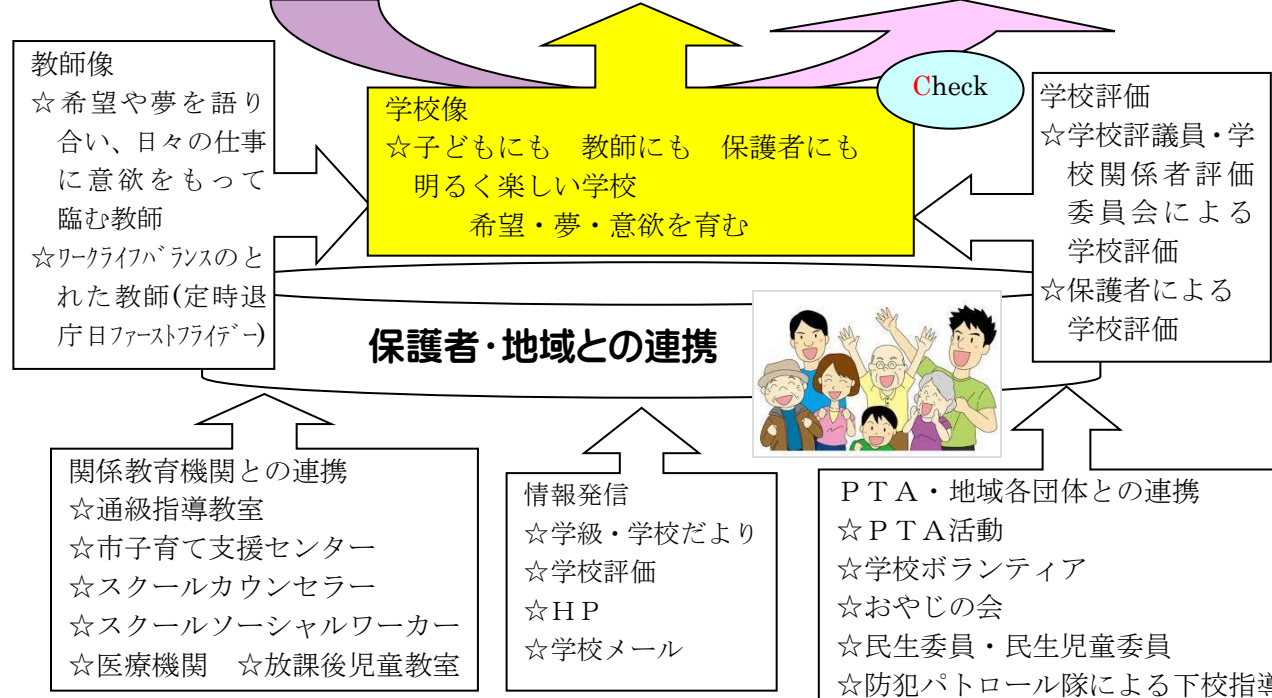 教師像
☆希望や夢を語り
合い、日々の仕事
に意欲をもって
臨む教師
☆ワークライフバランスのと
れた教師(定時退
庁日ファーストフライデー)
学校像
☆子どもにも　教師にも　保護者にも
明るく楽しい学校
希望・夢・意欲を育む
Check
学校評価
☆学校評議員・学
校関係者評価
委員会による
学校評価
☆保護者による
学校評価
保護者・地域との連携
関係教育機関との連携
☆通級指導教室
☆市子育て支援センター
☆スクールカウンセラー
☆スクールソーシャルワーカー
☆医療機関　☆放課後児童教室
情報発信
☆学級・学校だより
☆学校評価
☆ＨＰ
☆学校メール
ＰＴＡ・地域各団体との連携
☆ＰＴＡ活動
☆学校ボランティア
☆おやじの会
☆民生委員・民生児童委員
☆防犯パトロール隊による下校指導